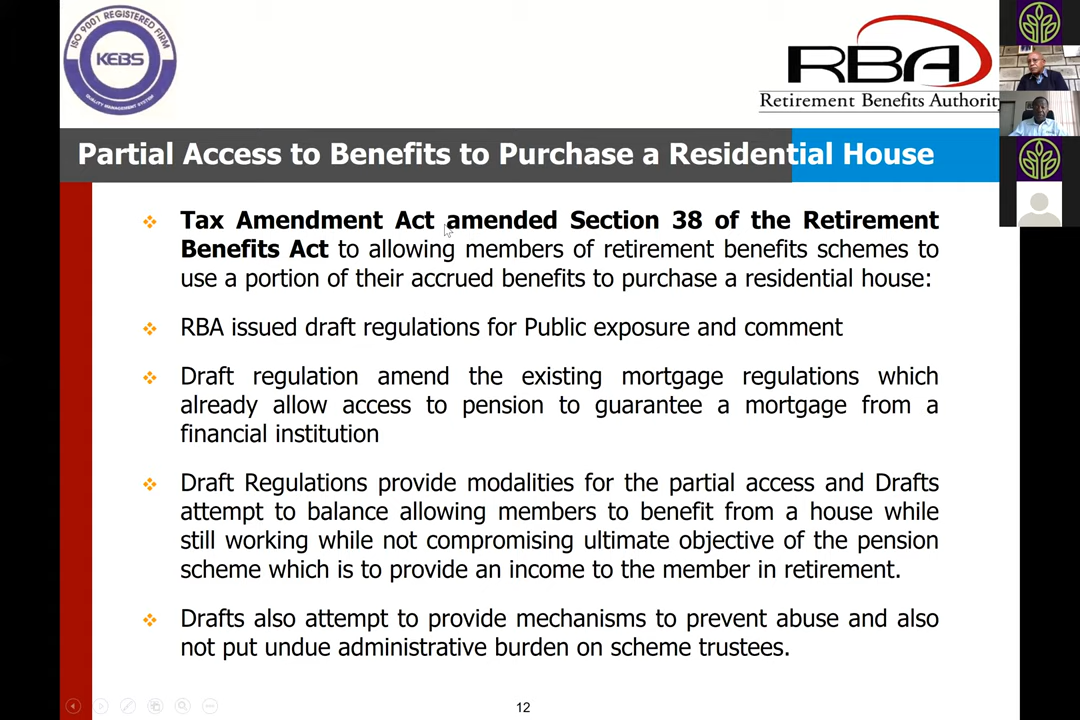 ISO 9001 REGISTERED FIRM
KEBS
QUALITY MANAGEMENT SYSTEM
RBA
Retirement Benefits Authority
Partial Access to Benefits to Purchase a Residential House
Tax Amendment Act amended Section 38 of the Retirement
Benefits Act to allowing members of retirement benefits schemes to
use a portion of their accrued benefits to purchase a residential house:
RBA issued draft regulations for Public exposure and comment
Draft regulation amend the existing mortgage regulations which
already allow access to pension to guarantee a mortgage from a
financial institution
Draft Regulations provide modalities for the partial access and Drafts
attempt to balance allowing members to benefit from a house while
still working while not compromising ultimate objective of the pension
scheme which is to provide an income to the member in retirement.
Drafts also attempt to provide mechanisms to prevent abuse and also
not put undue administrative burden on scheme trustees.
12